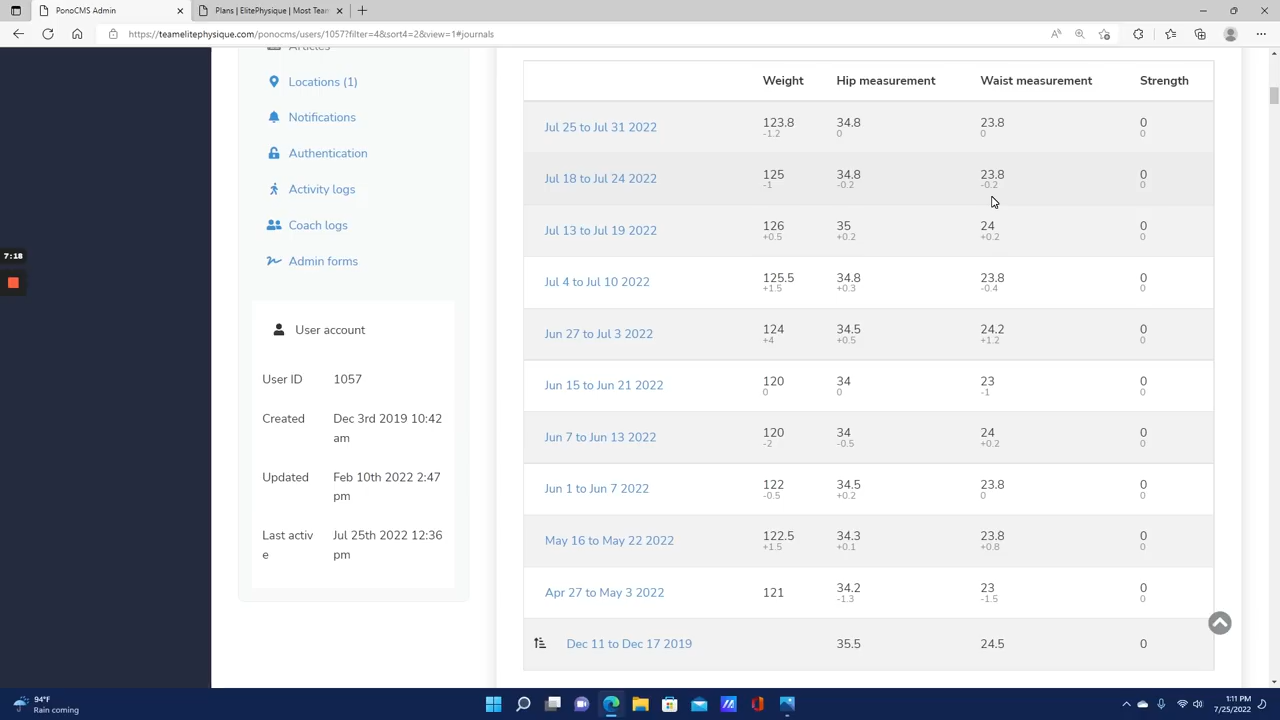 PonoCMS Admin
Plans | ElitePhysique | Most Team
https://teamelitephysique.com/ponocms/users/1057?filter=4&sort4=2&view=1#journals
Articles
Locations (1)
Notifications
Authentication
Activity logs
Coach logs
Admin forms
7:18
User account
User ID 1057
Created Dec 3rd 2019 10:42
am
Updated Feb 10th 2022 2:47
pm
Last activ Jul 25th 2022 12:36
e pm
Weight Hip measurement Waist measurement Strength
Jul 25 to Jul 31 2022 123.8 34.8 23.8 0
-1.2 0 0 0
Jul 18 to Jul 24 2022 125 34.8 23.8 0
-1 -0.2 -0.2 0
Jul 13 to Jul 19 2022 126 35 24 0
+0.5 +0.2 +0.2 0
Jul 4 to Jul 10 2022 125.5 34.8 23.8 0
+1.5 +0.3 -0.4 0
Jun 27 to Jul 3 2022 124 34.5 24.2 0
+4 +0.5 +1.2 0
Jun 15 to Jun 21 2022 120 34 23 0
0 0 -1 0
Jun 7 to Jun 13 2022 120 34 24 0
-2 -0.5 +0.2 0
Jun 1 to Jun 7 2022 122 34.5 23.8 0
-0.5 +0.2 0 0
May 16 to May 22 2022 122.5 34.3 23.8 0
+1.5 +0.1 +0.8 0
Apr 27 to May 3 2022 121 34.2 23 0
-1.3 -1.5 0
Dec 11 to Dec 17 2019 35.5 24.5 0
94°F
Rain coming
1:11 PM
7/25/2022